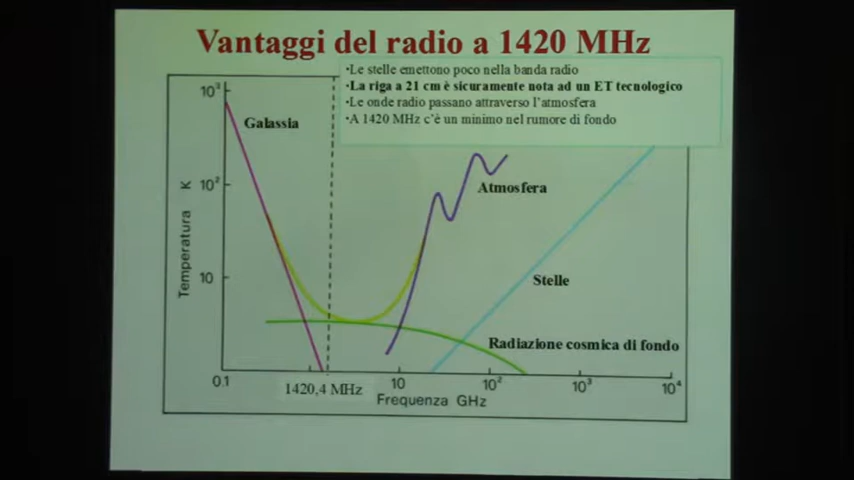 Vantaggi del radio a 1420 MHz
•Le stelle emettono poco nella banda radio
•La riga a 21 cm è sicuramente nota ad un ET tecnologico
•Le onde radio passano attraverso l'atmosfera
•A 1420 MHz c'è un minimo nel rumore di fondo
10³
Galassia
10²
Atmosfera
Temperatura K
10
Stelle
Radiazione cosmica di fondo
0.1
1420,4 MHz
10
10²
10³
10⁴
Frequenza GHz